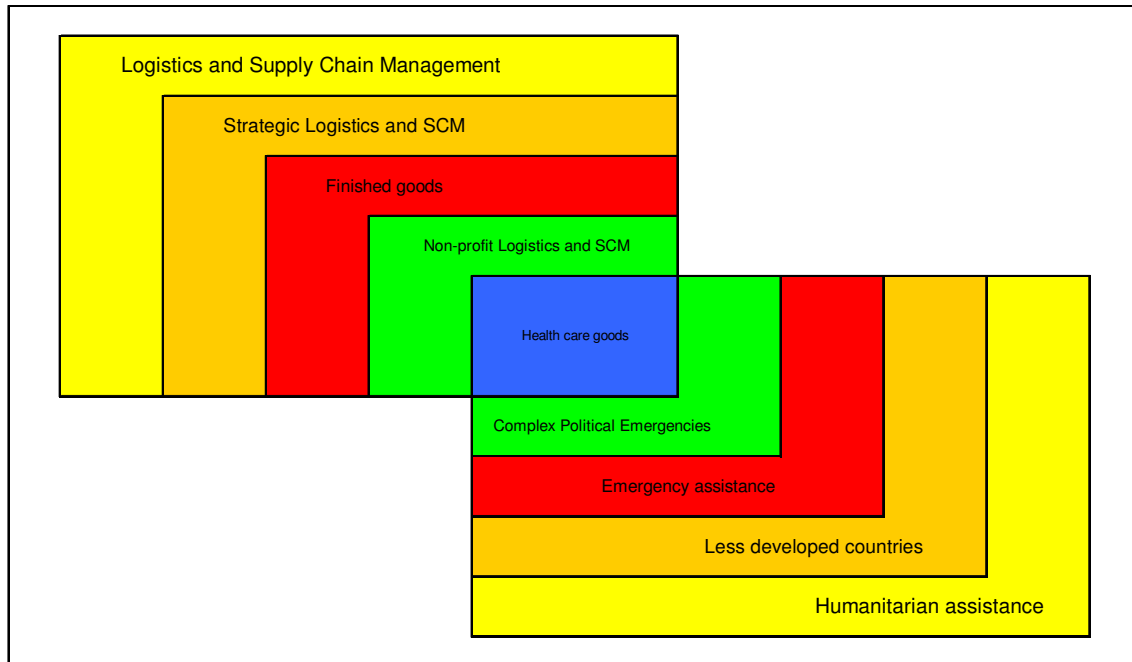 Logistics and Supply Chain Management
Strategic Logistics and SCM
Finished goods
Non-profit Logistics and SCM
Health care goods
Complex Political Emergencies
Emergency assistance
Less developed countries
Humanitarian assistance